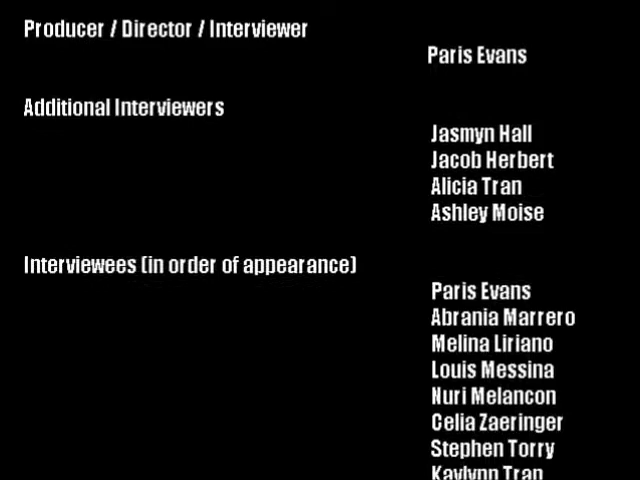 Producer / Director / Interviewer
Paris Evans
Additional Interviewers
Jasmyn Hall
Jacob Herbert
Alicia Tran
Ashley Moise
Interviewees (in order of appearance)
Paris Evans
Abrania Marrero
Melina Liriano
Louis Messina
Nuri Melancon
Celia Zaeringer
Stephen Torry
Kaylynn Tran